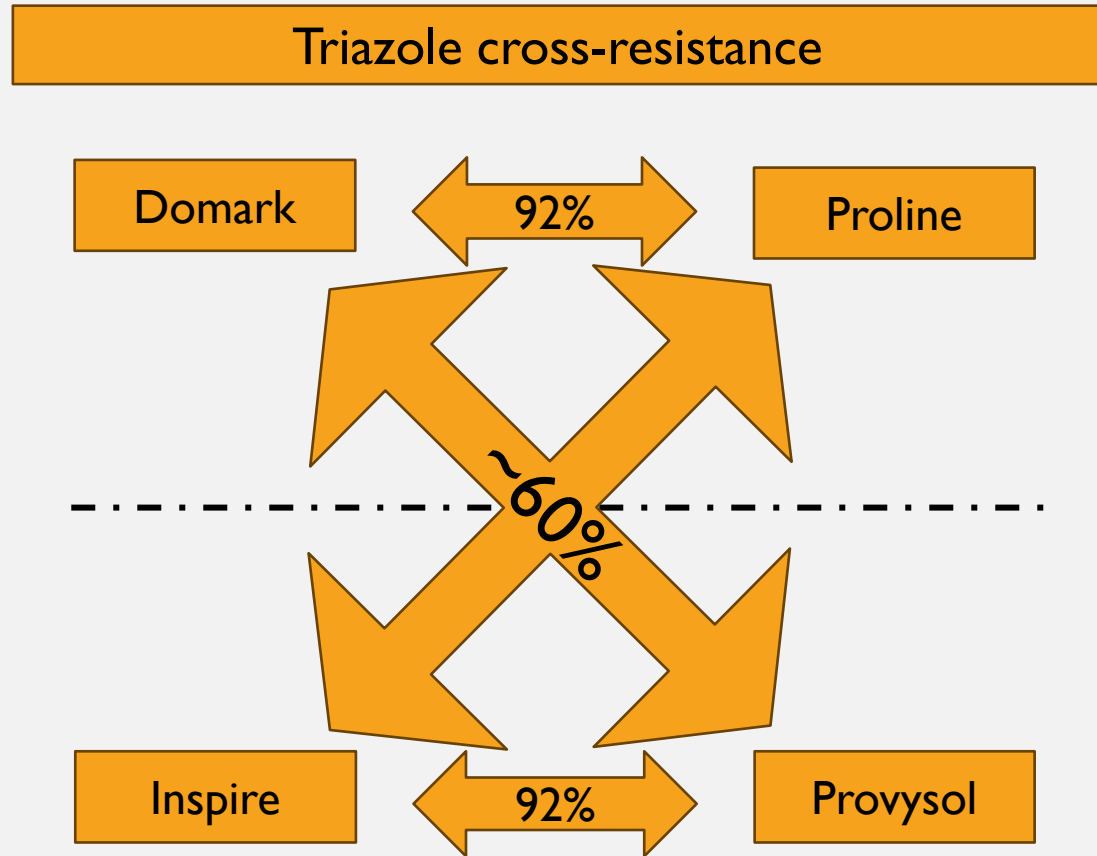 Triazole cross-resistance
Domark
92%
Proline
~60%
Inspire
92%
Provysol